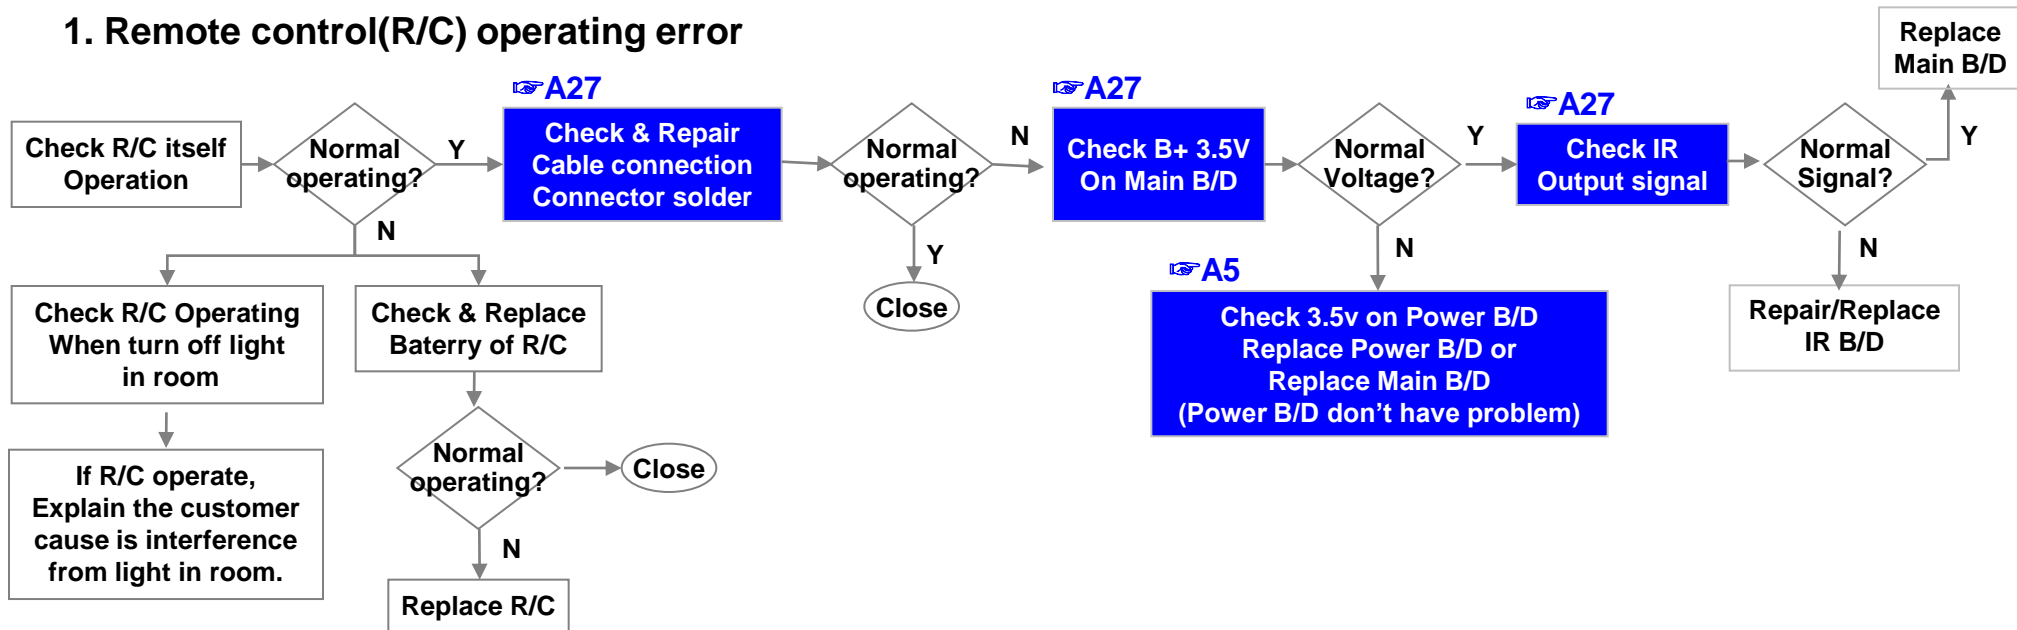 1. Remote control(R/C) operating error
Replace
Main B/D
☞A27
☞A27
☞A27
Check R/C itself
Operation
Normal
operating?
Y
Check & Repair
Cable connection
Connector solder
Normal
operating?
N
Check B+ 3.5V
On Main B/D
Normal
Voltage?
Y
Check IR
Output signal
Normal
Signal?
Y
N
Y
N
N
☞A5
Close
Check R/C Operating
When turn off light
in room
Check & Replace
Baterry of R/C
Check 3.5v on Power B/D
Replace Power B/D or
Replace Main B/D
(Power B/D don't have problem)
Repair/Replace
IR B/D
If R/C operate,
Explain the customer
cause is interference
from light in room.
Normal
operating?
Close
N
Replace R/C